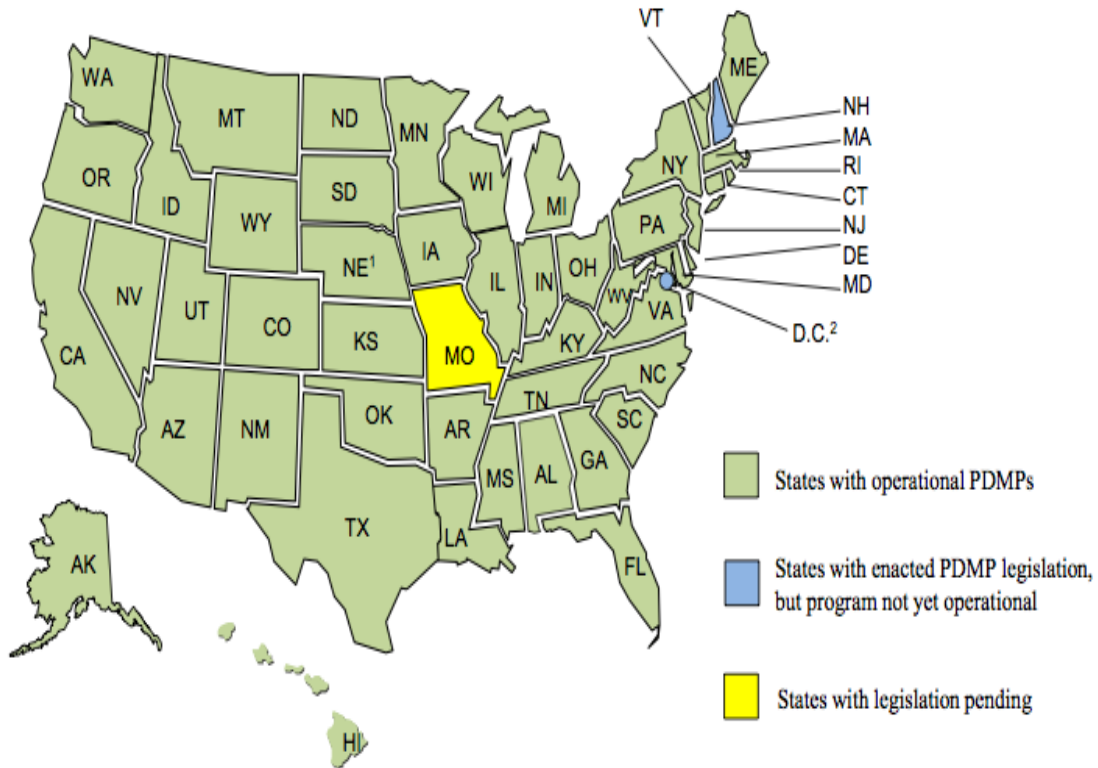 VT
ME
WA
NH
MT
ND
MN
MA
NY
RI
OR
WI
SD
CT
ID
MI
WY
NJ
PA
IA
DE
NE¹
OH
IL
IN
MD
NV
WV
UT
VA
CO
D.C.²
KS
MO
KY
CA
NC
TN
OK
SC
AZ
NM
AR
GA
MS
AL
States with operational PDMPs
TX
LA
AK
FL
States with enacted PDMP legislation,
but program not yet operational
States with legislation pending
HI